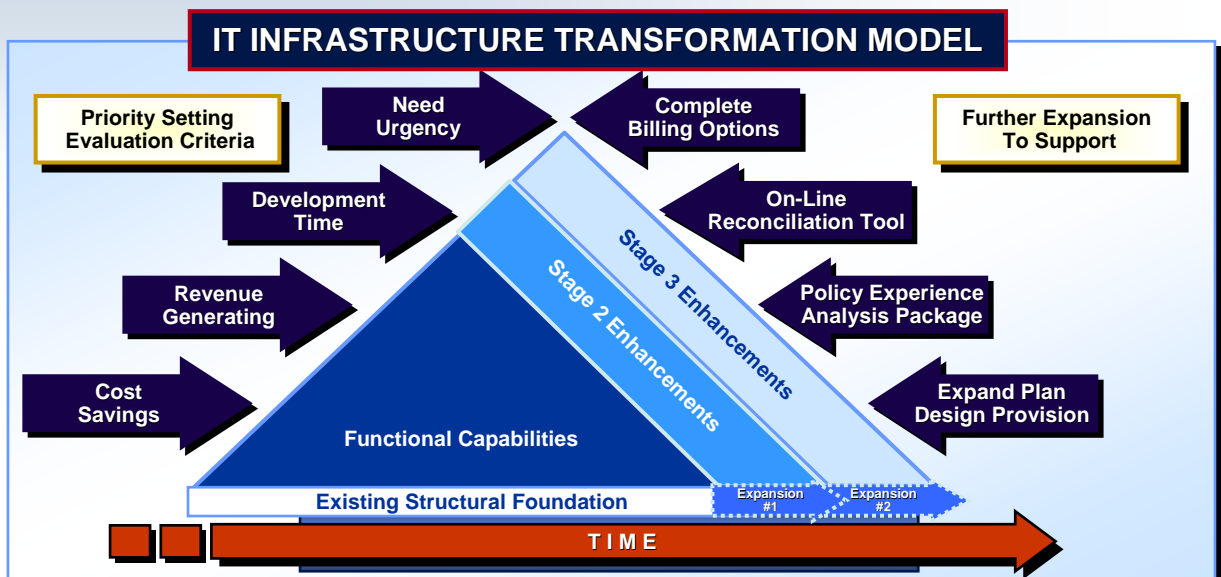 IT INFRASTRUCTURE TRANSFORMATION MODEL
Priority Setting
Evaluation Criteria
Need
Urgency
Complete
Billing Options
Further Expansion
To Support
Development
Time
On-Line
Reconciliation Tool
Revenue
Generating
Policy Experience
Analysis Package
Cost
Savings
Expand Plan
Design Provision
Stage 3 Enhancements
Stage 2 Enhancements
Functional Capabilities
Existing Structural Foundation
Expansion
#1
Expansion
#2
TIME